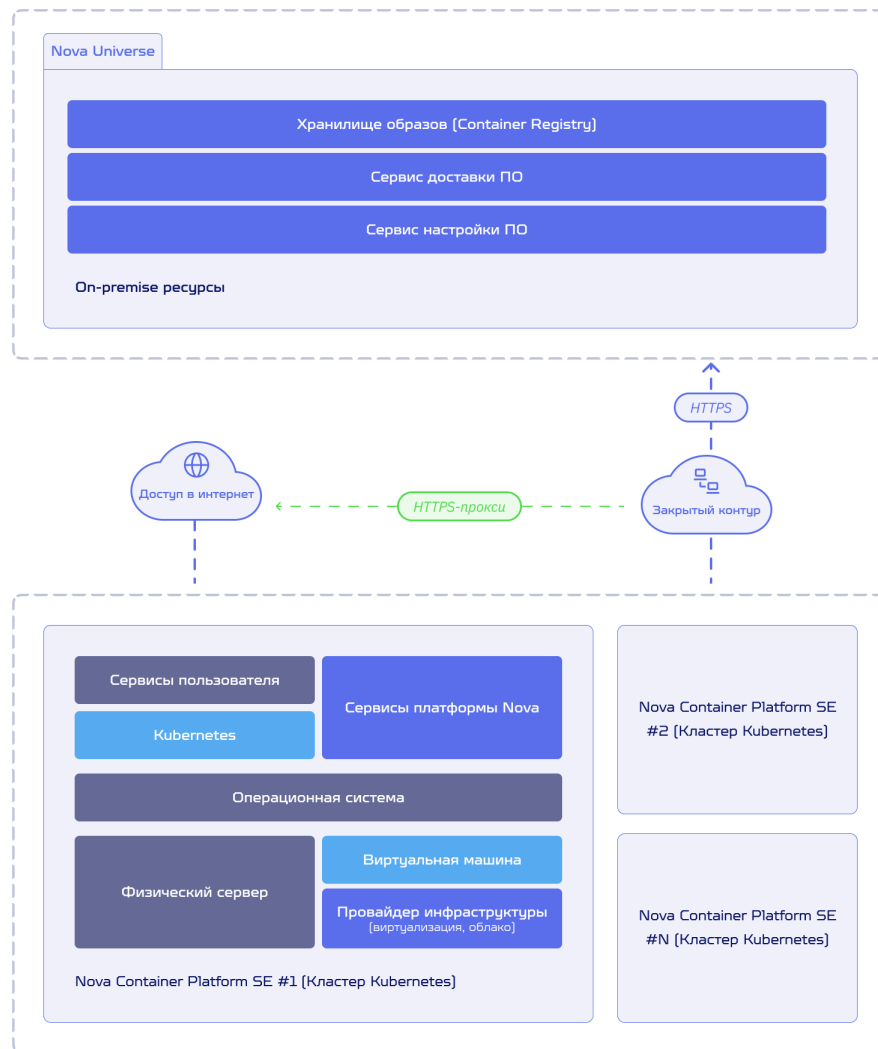 Nova Universe
Хранилище образов (Container Registry)
Сервис доставки ПО
Сервис настройки ПО
On-premise ресурсы
HTTPS
Доступ в интернет
HTTPS-прокси
Закрытый контур
Сервисы пользователя
Сервисы платформы Nova
Kubernetes
Операционная система
Физический сервер
Виртуальная машина
Провайдер инфраструктуры
(виртуализация, облако)
Nova Container Platform SE #1 (Кластер Kubernetes)
Nova Container Platform SE
#2 (Кластер Kubernetes)
Nova Container Platform SE
#N (Кластер Kubernetes)